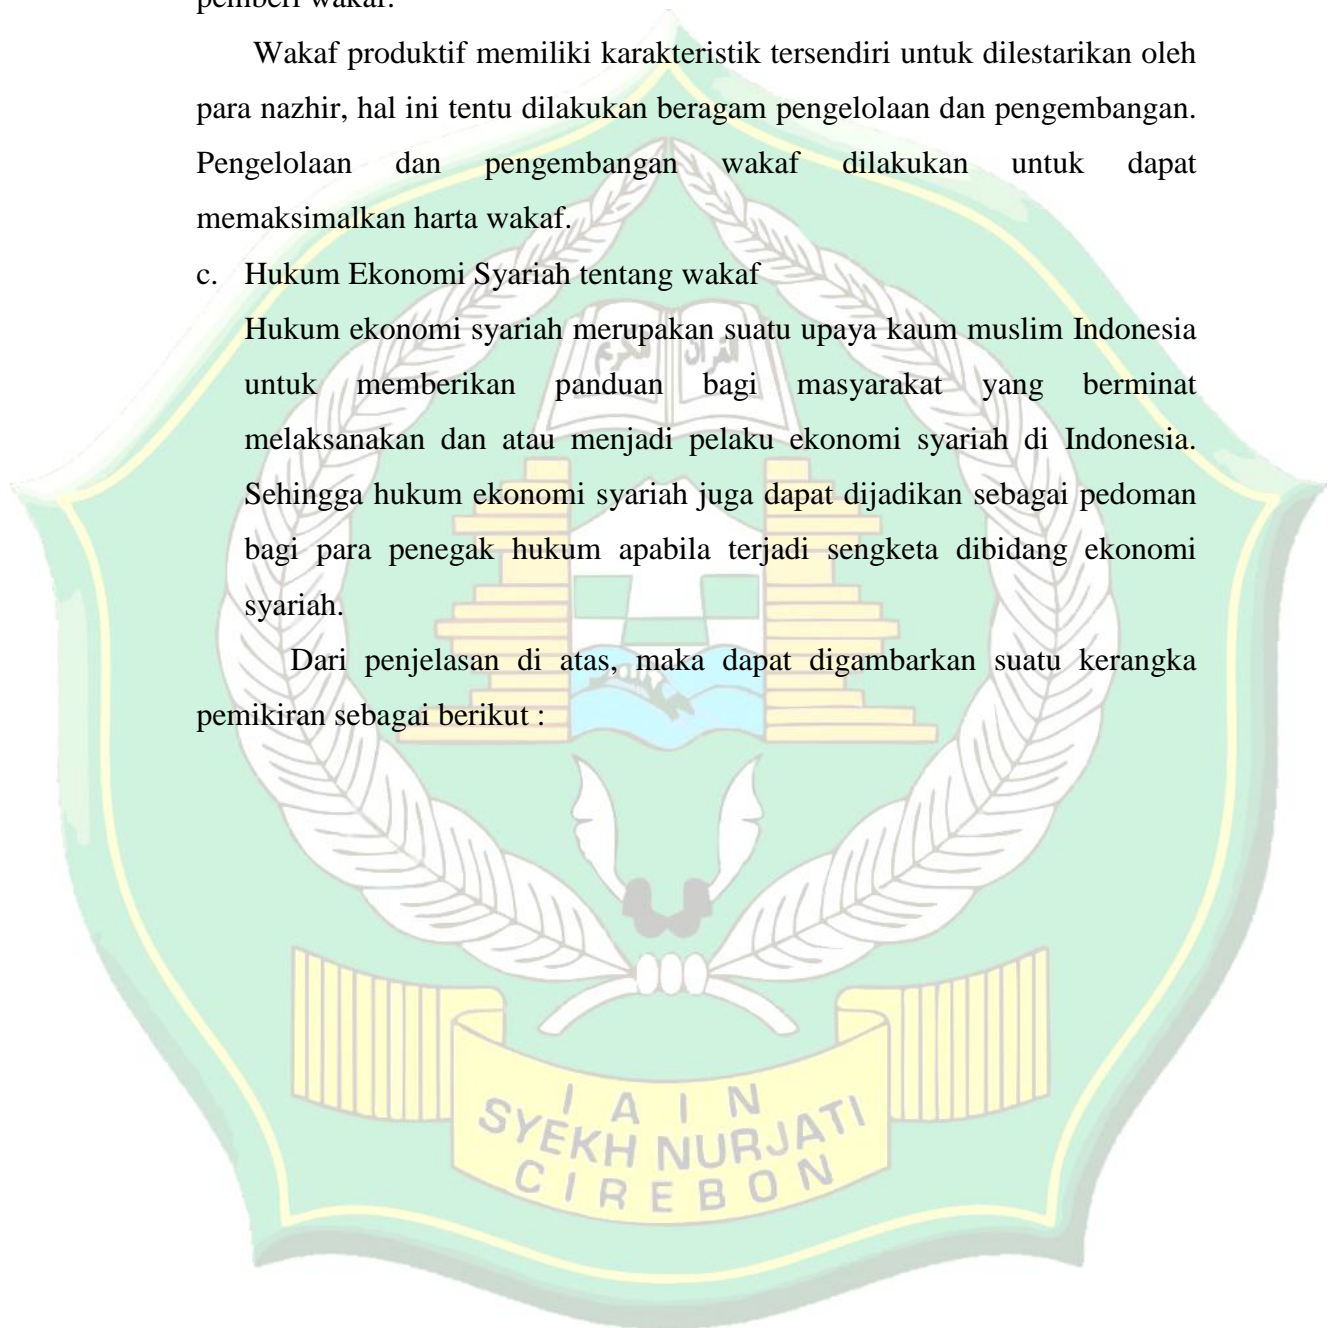 pemberi wakaf.
Wakaf produktif memiliki karakteristik tersendiri untuk dilestarikan oleh
para nazhir, hal ini tentu dilakukan beragam pengelolaan dan pengembangan.
Pengelolaan dan pengembangan wakaf dilakukan untuk dapat
memaksimalkan harta wakaf.
c. Hukum Ekonomi Syariah tentang wakaf
Hukum ekonomi syariah merupakan suatu upaya kaum muslim Indonesia
untuk memberikan panduan bagi masyarakat yang berminat
melaksanakan dan atau menjadi pelaku ekonomi syariah di Indonesia.
Sehingga hukum ekonomi syariah juga dapat dijadikan sebagai pedoman
bagi para penegak hukum apabila terjadi sengketa dibidang ekonomi
syariah.
Dari penjelasan di atas, maka dapat digambarkan suatu kerangka
pemikiran sebagai berikut :
القرآن الكريم
IAIN
SYEKH NURJATI
CIREBON